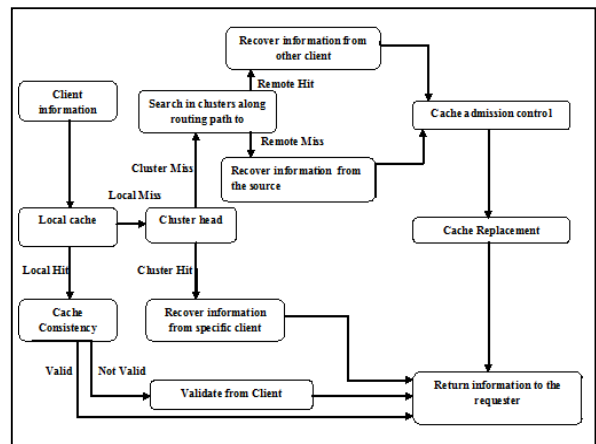 Recover information from
other client
Client
information
Remote Hit
Search in clusters along
routing path to
Cache admission control
Remote Miss
Recover information from
the source
Cluster Miss
Local Miss
Local cache
Cluster head
Cache Replacement
Local Hit
Cluster Hit
Cache
Consistency
Recover information
from specific client
Valid
Not Valid
Validate from Client
Return information to the
requester